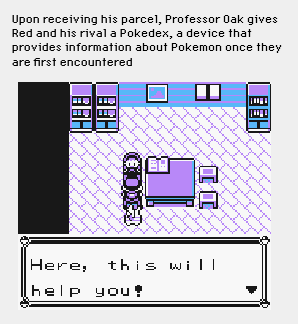 Upon receiving his parcel, Professor Oak gives
Red and his rival a Pokedex, a device that
provides information about Pokemon once they
are first encountered
Here, this will
help you!